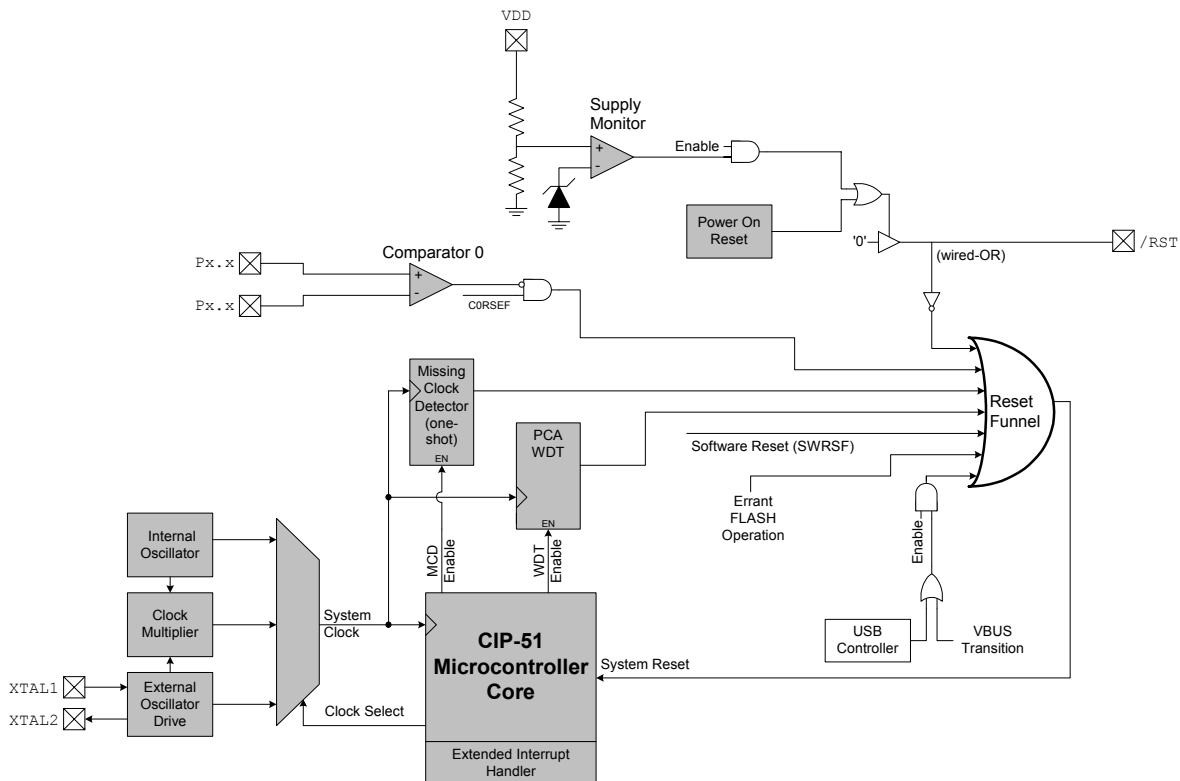 VDD
Supply
Monitor
+
-
Enable
Power On
Reset
'0'
(wired-OR)
/RST
Px.x
Px.x
Comparator 0
+
-
C0RSEF
Missing
Clock
Detector
(one-
shot)
EN
PCA
WDT
EN
Software Reset (SWRSF)
Errant
FLASH
Operation
Reset
Funnel
Enable
USB
Controller
VBUS
Transition
Internal
Oscillator
Clock
Multiplier
External
Oscillator
Drive
XTAL1
XTAL2
System
Clock
MCD
Enable
WDT
Enable
CIP-51
Microcontroller
Core
System Reset
Clock Select
Extended Interrupt
Handler